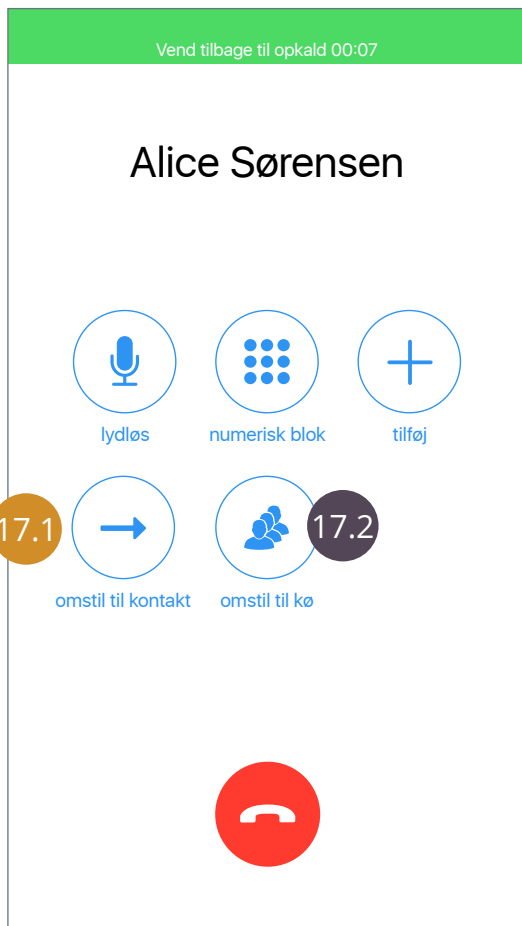 Vend tilbage til opkald 00:07
Alice Sørensen
lydløs numerisk blok tilføj
17.1 17.2
omstil til kontakt omstil til kø